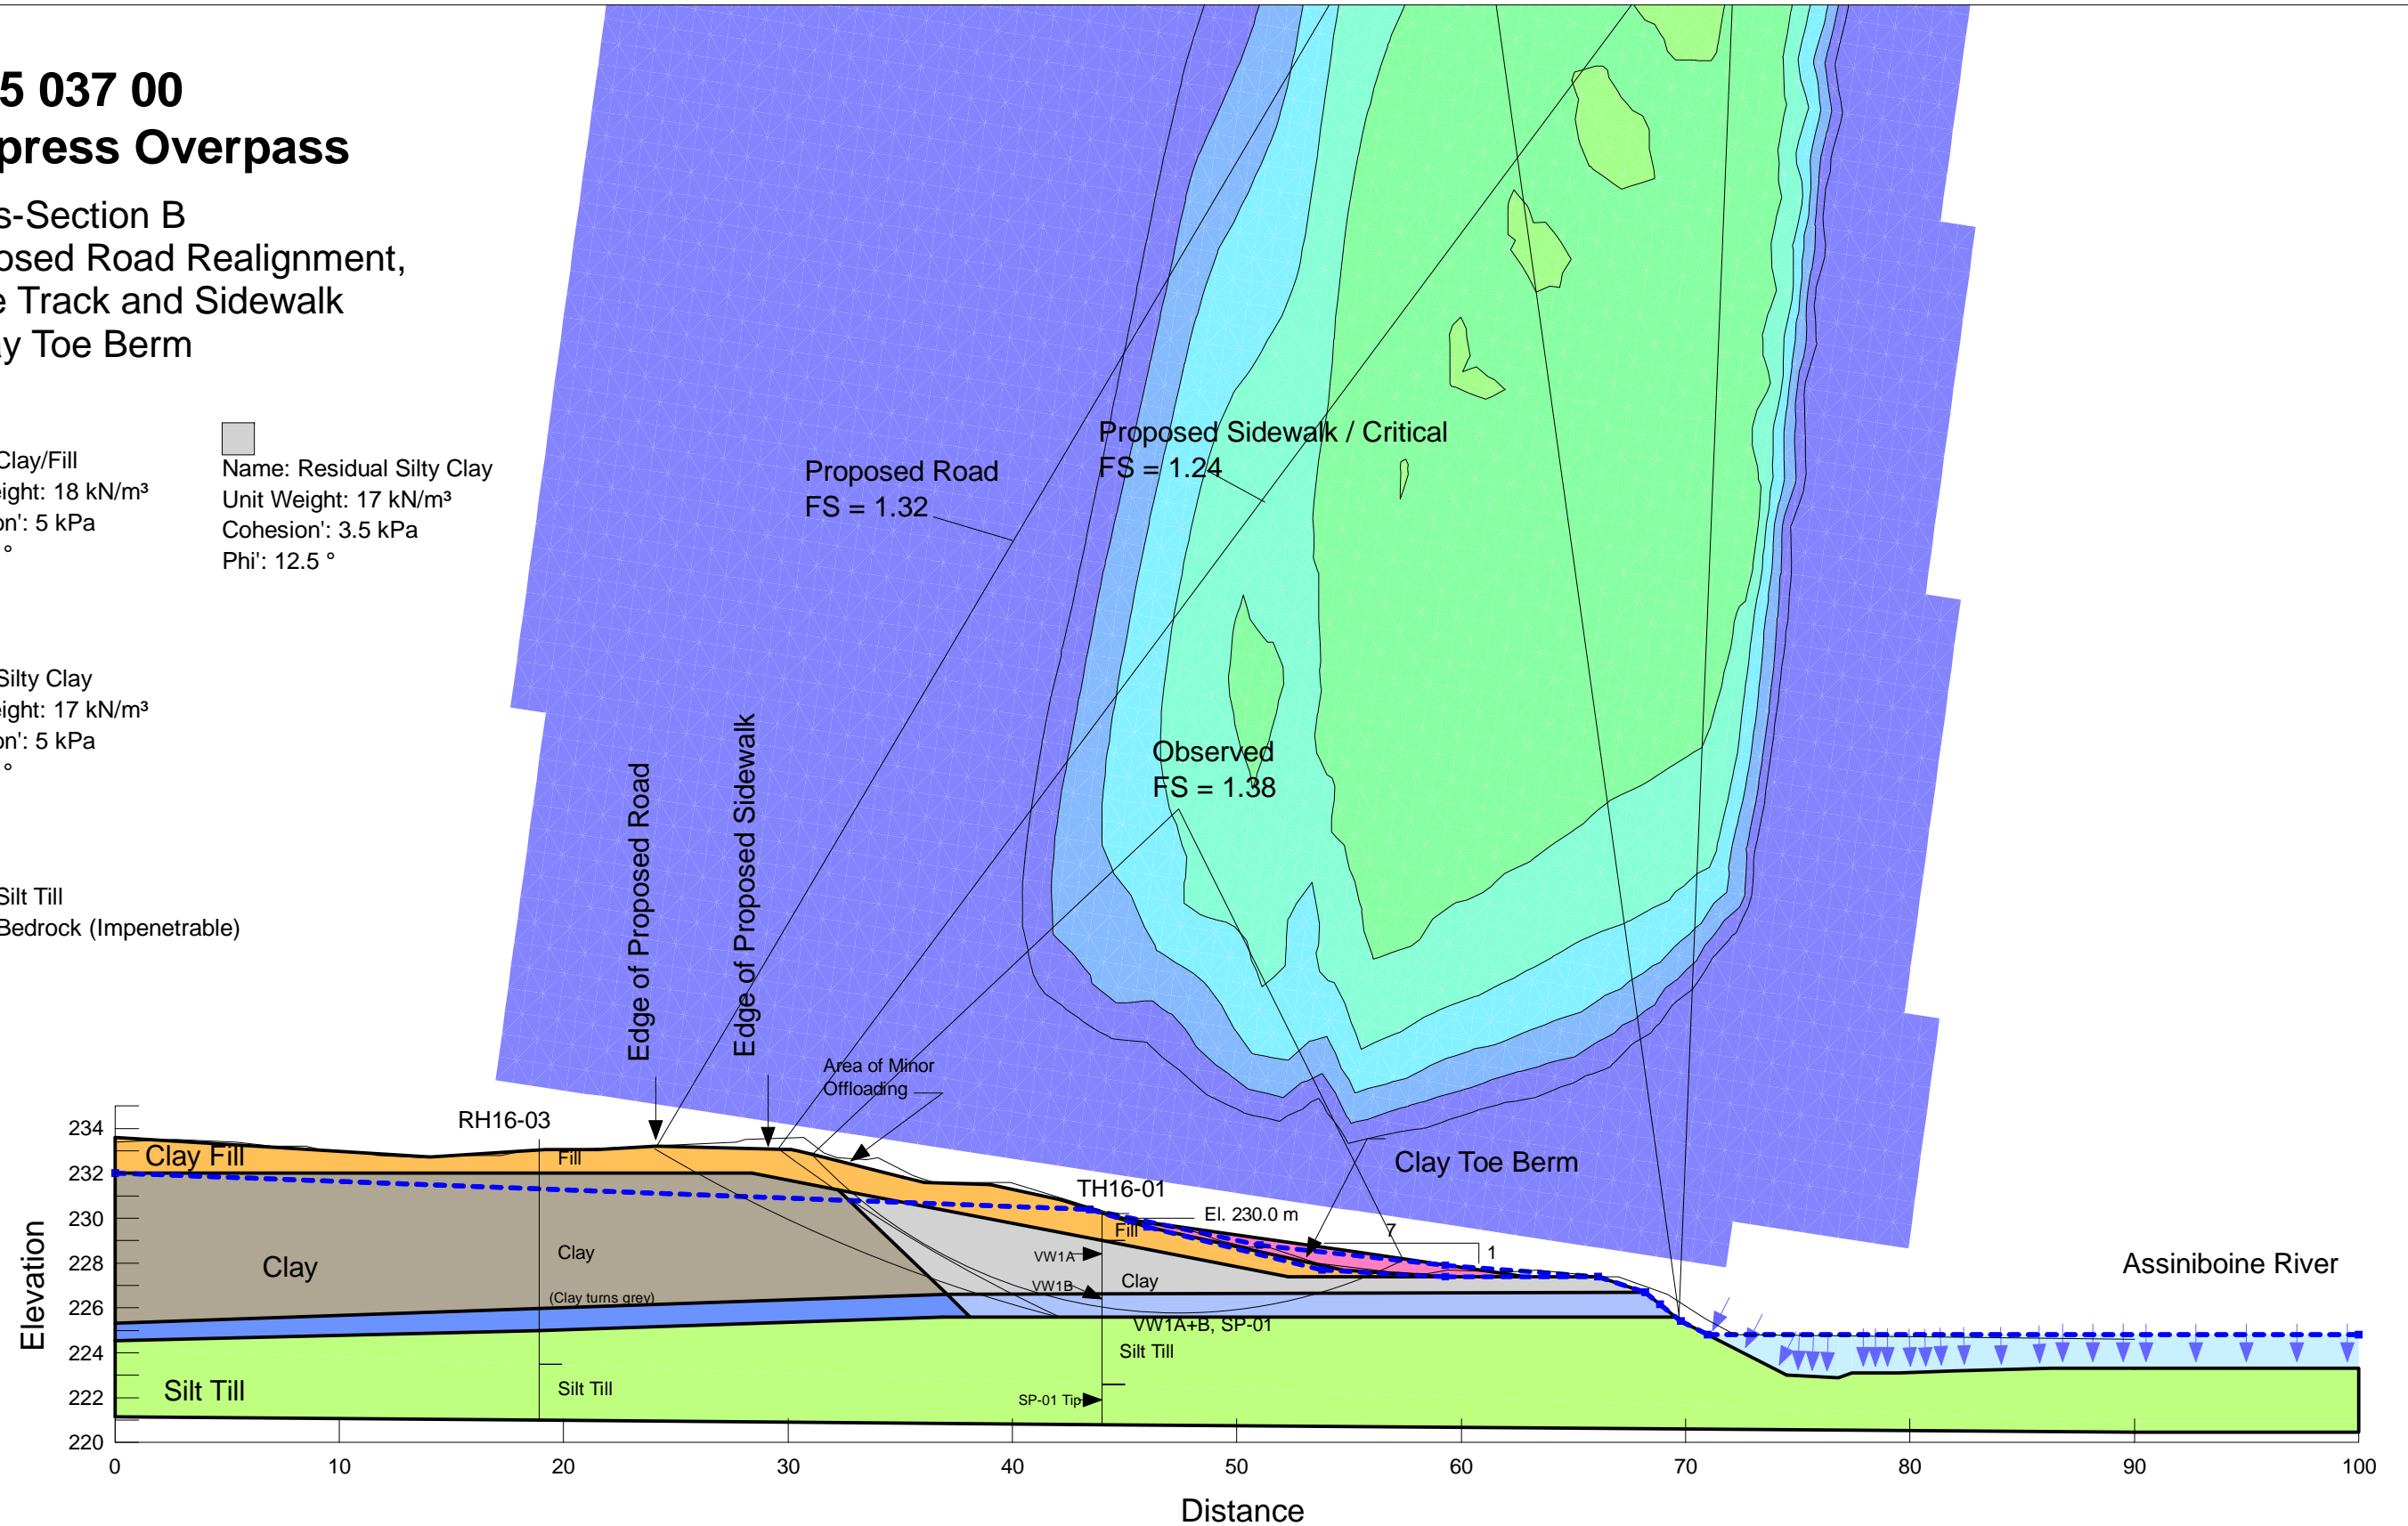 5 037 00
press Overpass
s-Section B
osed Road Realignment,
e Track and Sidewalk
ay Toe Berm
Clay/Fill
eight: 18 kN/m³
on': 5 kPa
°
Name: Residual Silty Clay
Unit Weight: 17 kN/m³
Cohesion': 3.5 kPa
Phi': 12.5 °
Silty Clay
eight: 17 kN/m³
on': 5 kPa
°
Silt Till
Bedrock (Impenetrable)
Proposed Road
FS = 1.32
Proposed Sidewalk / Critical
FS = 1.24
Observed
FS = 1.38
Edge of Proposed Road
Edge of Proposed Sidewalk
Area of Minor
Offloading
RH16-03
TH16-01
El. 230.0 m
Clay Toe Berm
7
1
Assiniboine River
Clay Fill
Fill
Fill
Clay
Clay
(Clay turns grey)
VW1A
VW1B
Clay
VW1A+B, SP-01
Silt Till
Silt Till
Silt Till
SP-01 Tip
Elevation
234
232
230
228
226
224
222
220
0 10 20 30 40 50 60 70 80 90 100
Distance